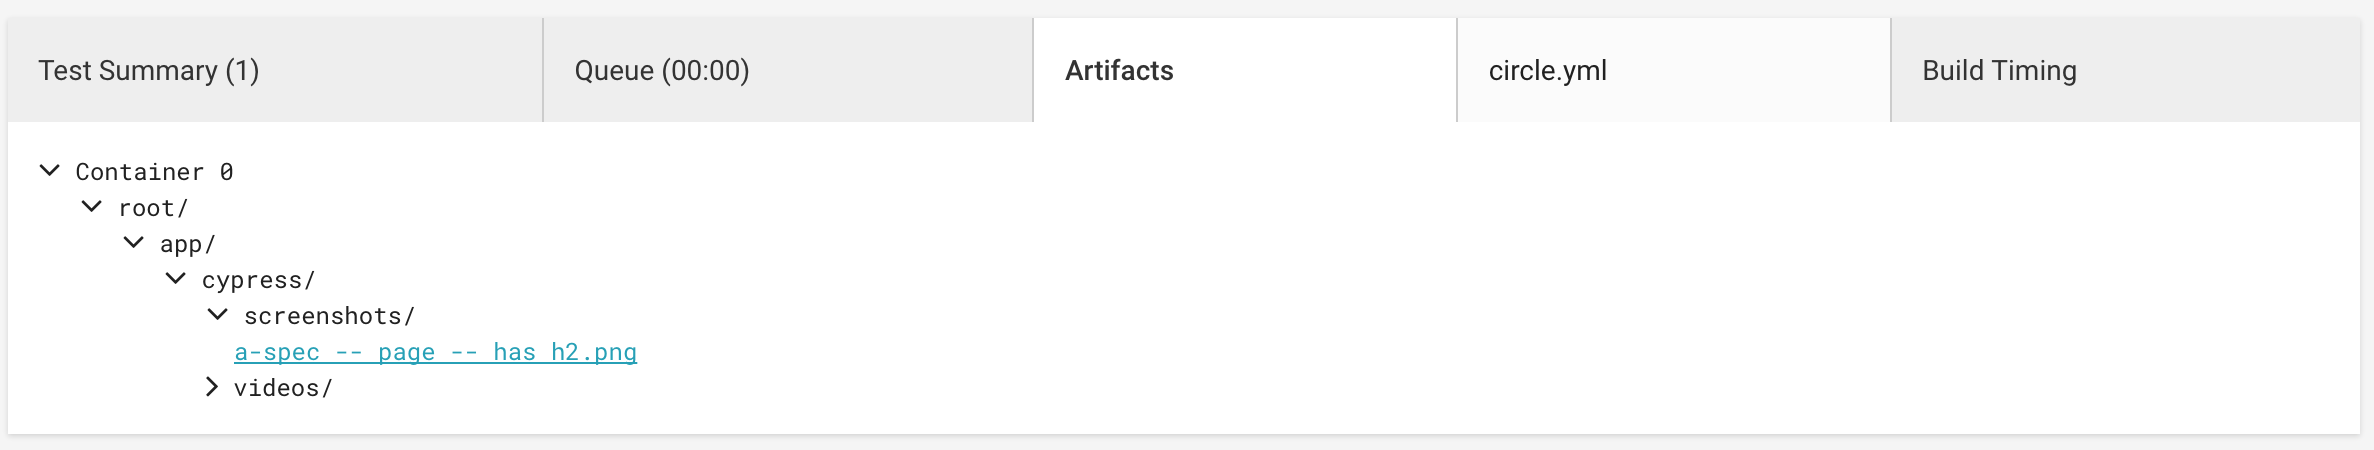 Test Summary (1) Queue (00:00) Artifacts circle.yml Build Timing
Container 0
root/
app/
cypress/
screenshots/
a-spec -- page -- has h2.png
videos/